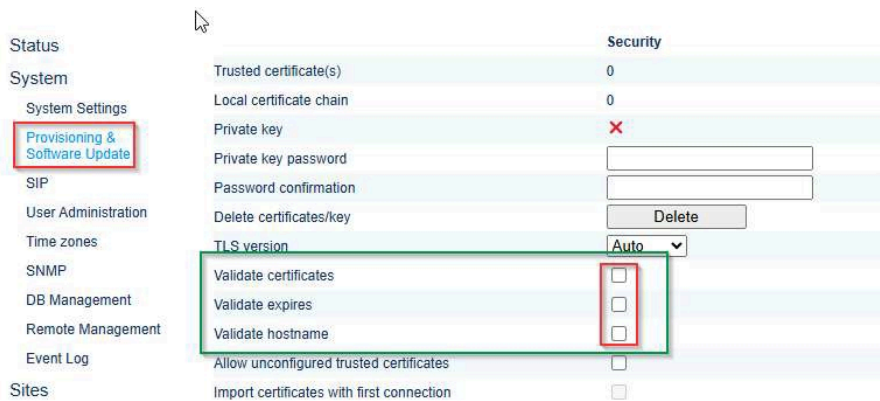 Status
System
System Settings
Provisioning &
Software Update
SIP
User Administration
Time zones
SNMP
DB Management
Remote Management
Event Log
Sites
Security
Trusted certificate(s) 0
Local certificate chain 0
Private key
Private key password
Password confirmation
Delete certificates/key Delete
TLS version Auto
Validate certificates
Validate expires
Validate hostname
Allow unconfigured trusted certificates
Import certificates with first connection